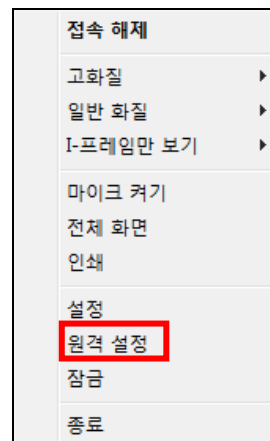 접속 해제
고화질
일반 화질
I-프레임만 보기
마이크 켜기
전체 화면
인쇄
설정
원격 설정
잠금
종료